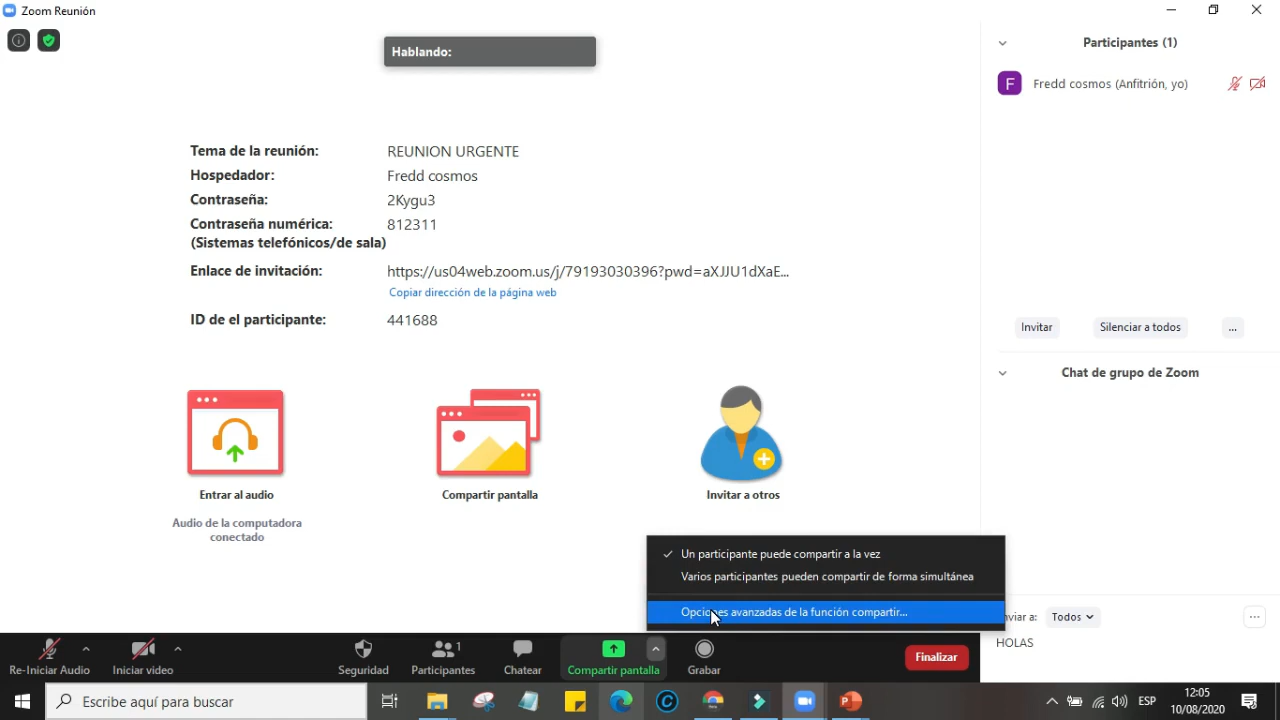 Zoom Reunión
Hablando:
Tema de la reunión: REUNION URGENTE
Hospedador: Fredd cosmos
Contraseña: 2Kygu3
Contraseña numérica: 812311
(Sistemas telefónicos/de sala)
Enlace de invitación: https://us04web.zoom.us/j/79193030396?pwd=aXJJU1dXaE...
Copiar dirección de la página web
ID de el participante: 441688
Entrar al audio
Audio de la computadora
conectado
Compartir pantalla
Invitar a otros
Un participante puede compartir a la vez
Varios participantes pueden compartir de forma simultánea
Opciones avanzadas de la función compartir...
Participantes (1)
F Fredd cosmos (Anfitrión, yo)
Invitar Silenciar a todos ...
Chat de grupo de Zoom
nviar a: Todos ...
HOLAS
Re-Iniciar Audio Iniciar video Seguridad Participantes 1 Chatear Compartir pantalla Grabar Finalizar
Escribe aquí para buscar
ESP
12:05
10/08/2020